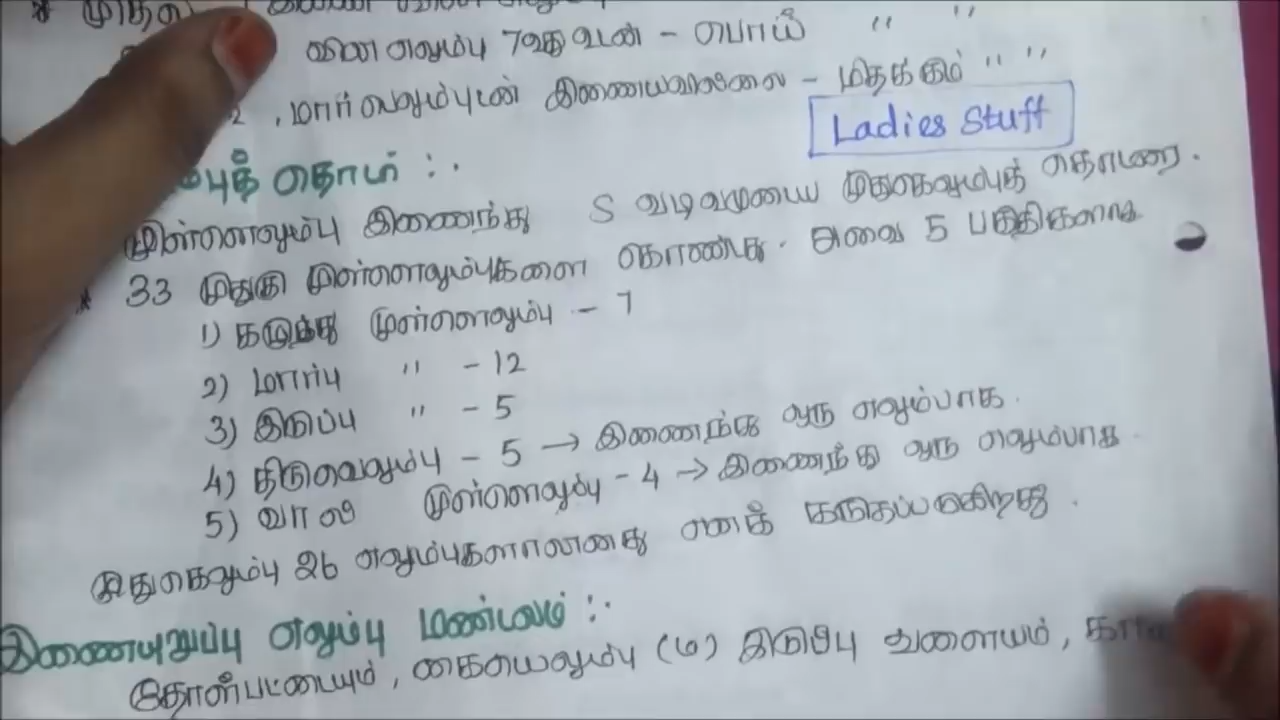 விலா எலும்பு 7வதுடன் - பொய் " "
2, மார்பெலும்புடன் இணையவில்லை - மிதக்கும் " "
Ladies Stuff
ம்புத் தொடர் :.
முள்ளெலும்பு இணைந்து S வடிவமுடைய முதுகெலும்புத் தொடரை.
* 33 முதுகு முள்ளெலும்புகளை கொண்டது. அவை 5 பகுதிகளாக
1) கழுத்து முள்ளெலும்பு - 7
2) மார்பு " - 12
3) இடுப்பு " - 5
4) திருவெலும்பு - 5 → இணைந்து ஒரு எலும்பாக.
5) வால் முள்ளெலும்பு - 4 → இணைந்து ஒரு எலும்பாக.
முதுகெலும்பு 26 எலும்புகளாலானது எனக் கருதப்படுகிறது.
இணையுறுப்பு எலும்பு மண்டலம் :.
தோள்பட்டையும், கையெலும்பு (ம) இடுப்பு வளையம்,